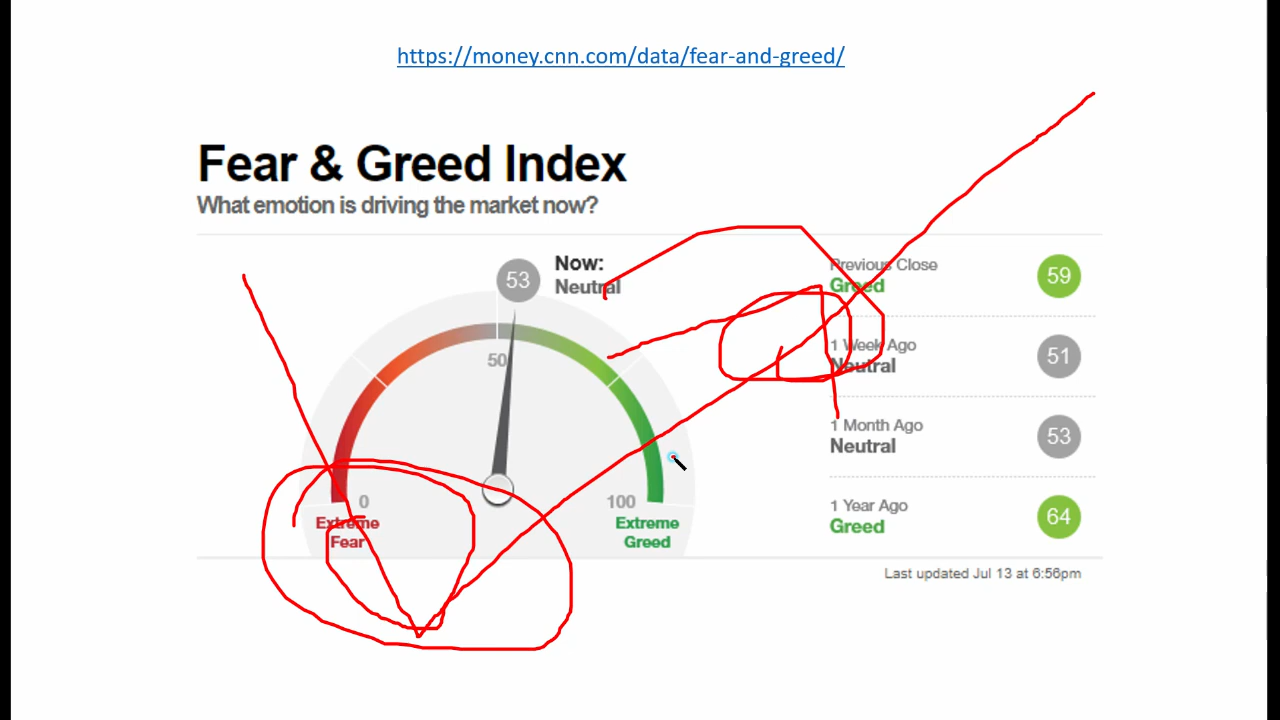 https://money.cnn.com/data/fear-and-greed/
Fear & Greed Index
What emotion is driving the market now?
53
Now:
Neutral
50
0
100
Extreme
Fear
Extreme
Greed
Previous Close
Greed
59
1 Week Ago
Neutral
51
1 Month Ago
Neutral
53
1 Year Ago
Greed
64
Last updated Jul 13 at 6:56pm